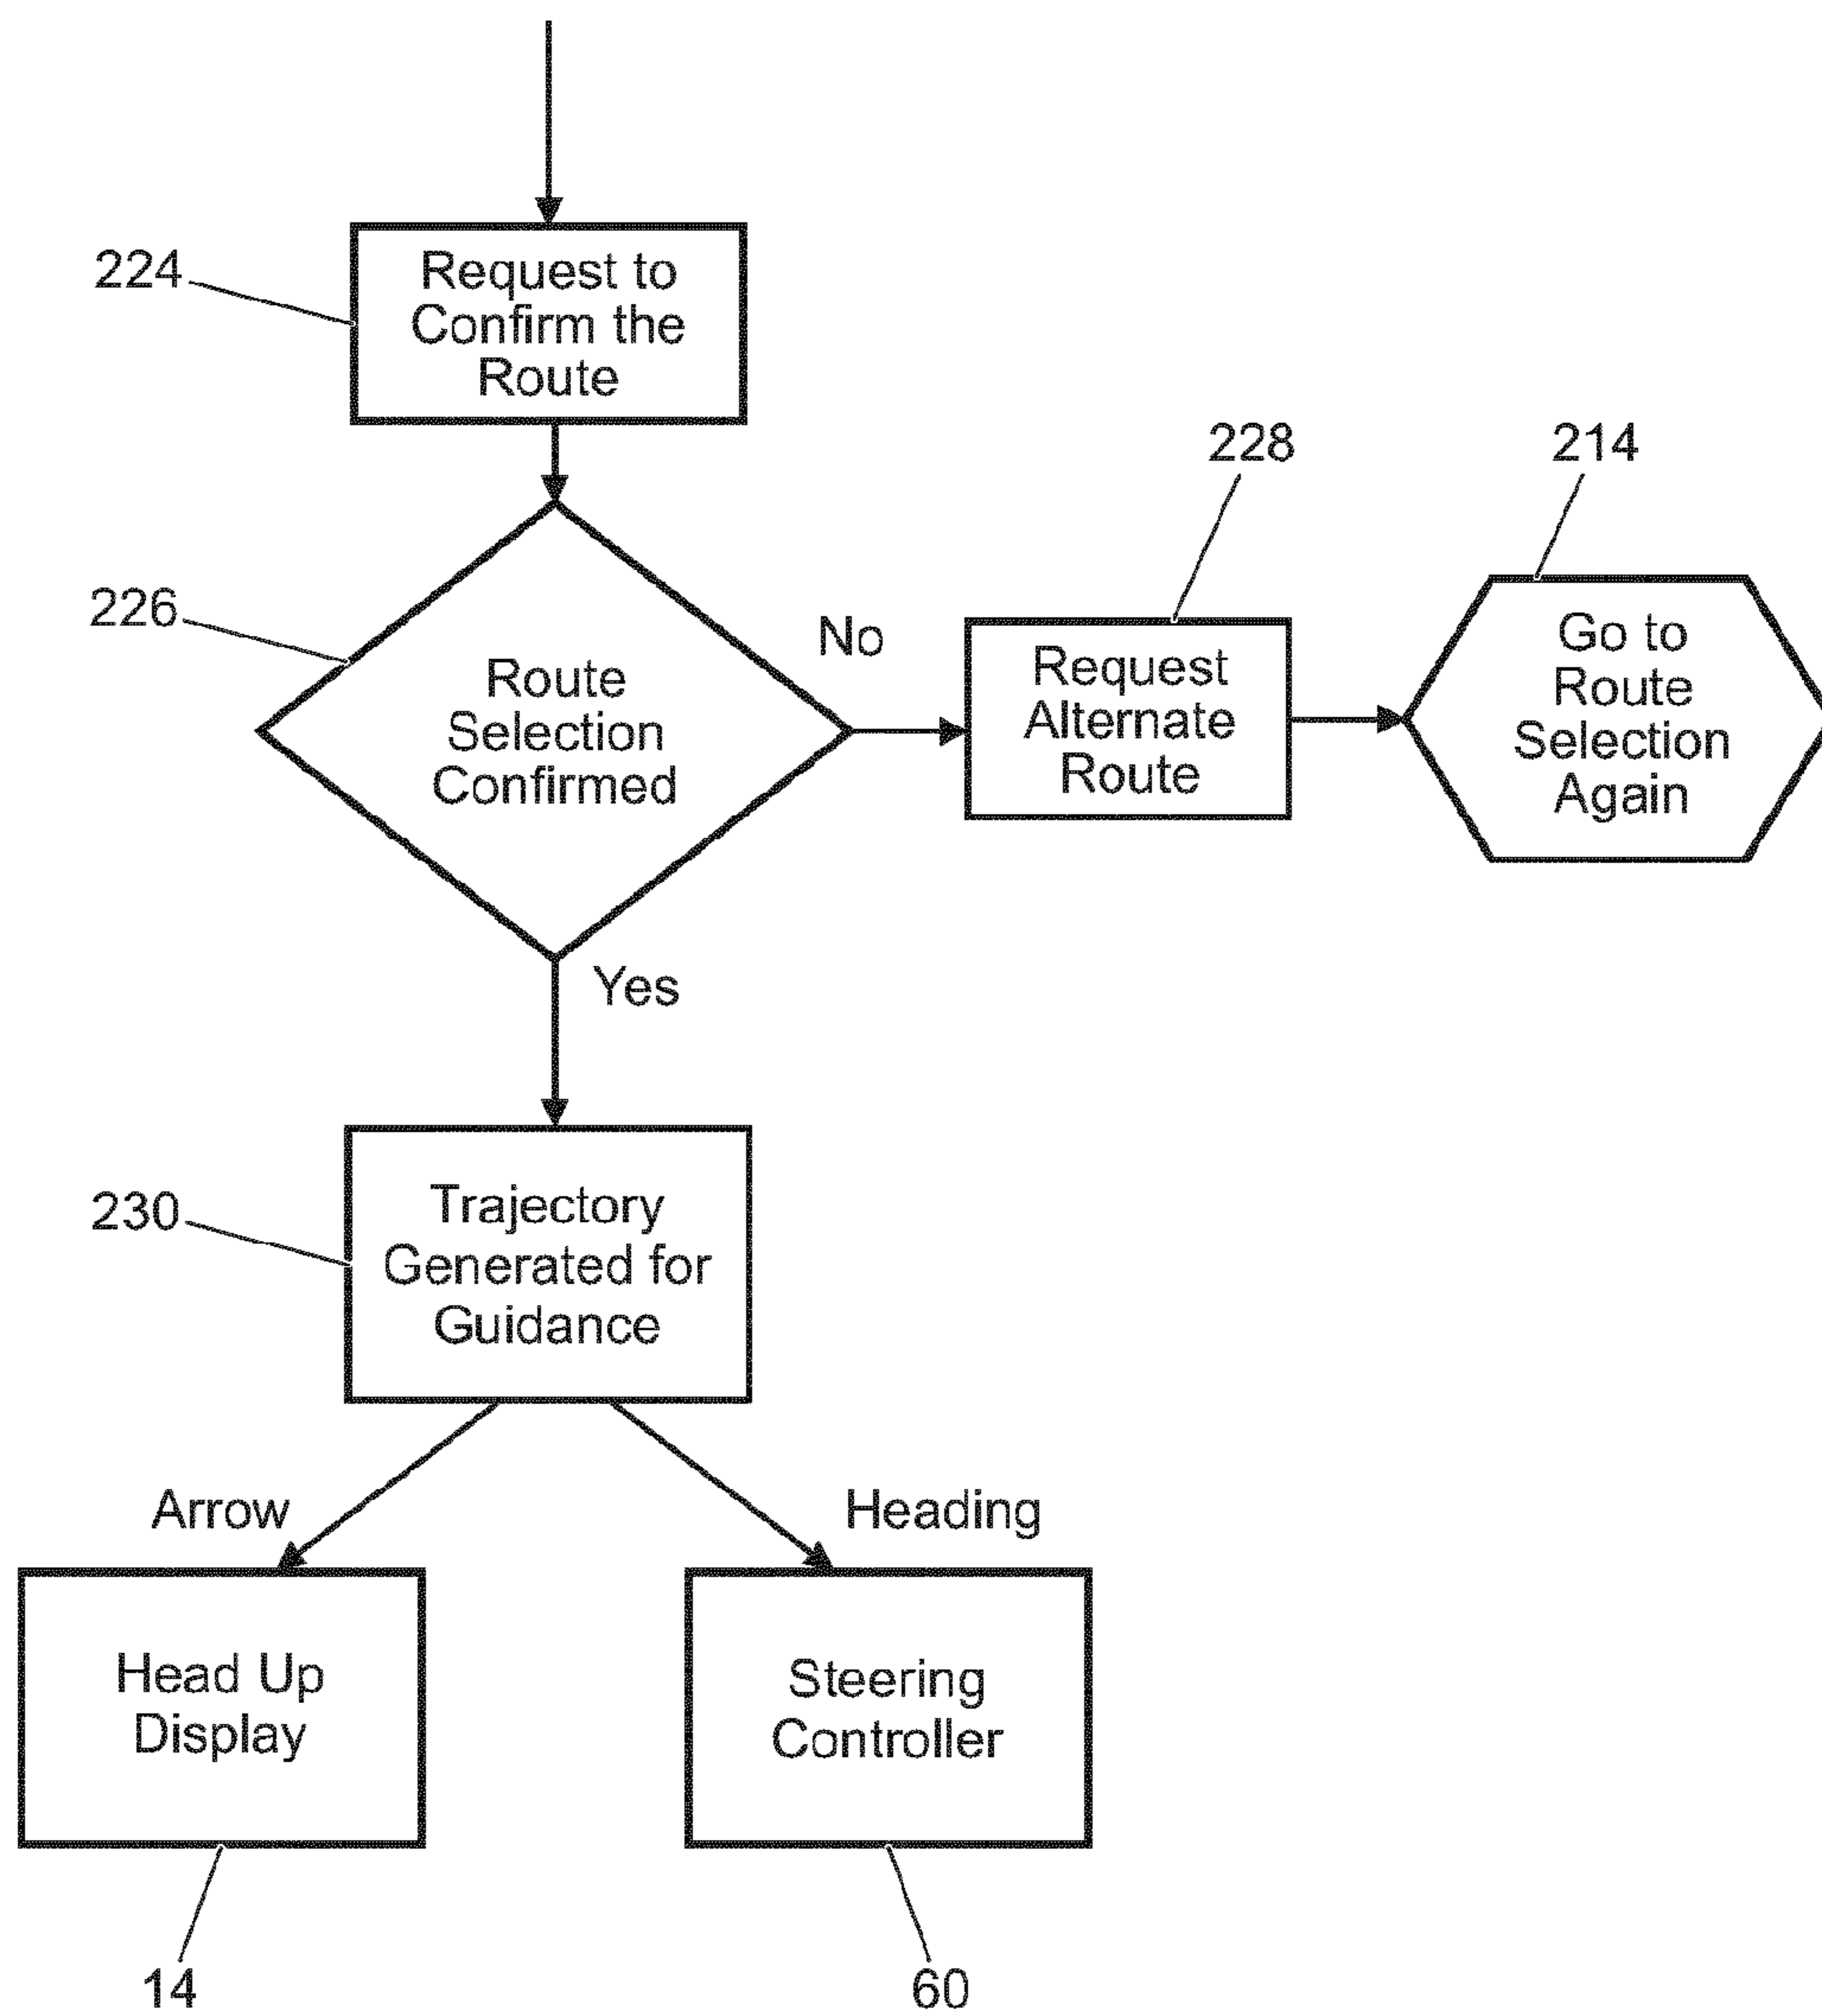 224
Request to
Confirm the
Route
228
214
226
Route
Selection
Confirmed
No
Request
Alternate
Route
Go to
Route
Selection
Again
Yes
230
Trajectory
Generated for
Guidance
Arrow
Heading
Head Up
Display
Steering
Controller
14
60